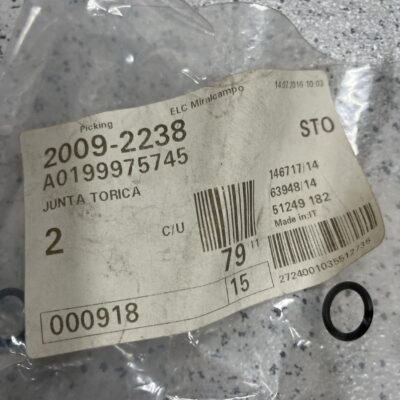 Picking
ELC Miralcampo
14.07.2016 10:03
2009-2238
STO
A0199975745
JUNTA TORICA
146717/14
63948/14
51249 182
Made in:IT
2
C/U
79
000918
15
2724001035512739